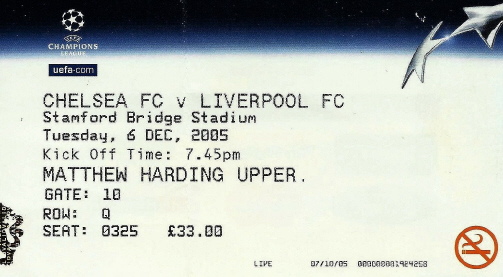 UEFA
CHAMPIONS
LEAGUE
uefa.com
CHELSEA FC v LIVERPOOL FC
Stamford Bridge Stadium
Tuesday, 6 DEC, 2005
Kick Off Time: 7.45pm
MATTHEW HARDING UPPER.
GATE: 10
ROW: Q
SEAT: 0325 £33.00
LIVE 07/10/05